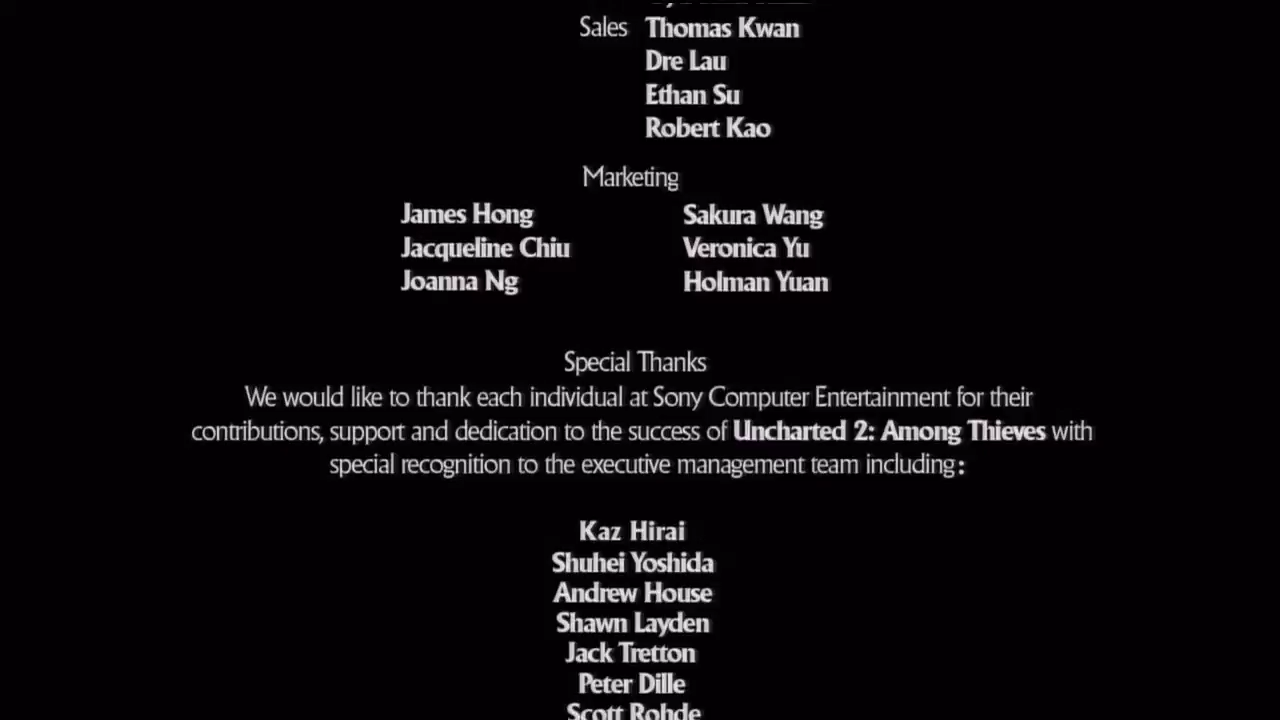 Sales Thomas Kwan
Dre Lau
Ethan Su
Robert Kao
Marketing
James Hong Sakura Wang
Jacqueline Chiu Veronica Yu
Joanna Ng Holman Yuan
Special Thanks
We would like to thank each individual at Sony Computer Entertainment for their
contributions, support and dedication to the success of Uncharted 2: Among Thieves with
special recognition to the executive management team including:
Kaz Hirai
Shuhei Yoshida
Andrew House
Shawn Layden
Jack Tretton
Peter Dille
Scott Rohde